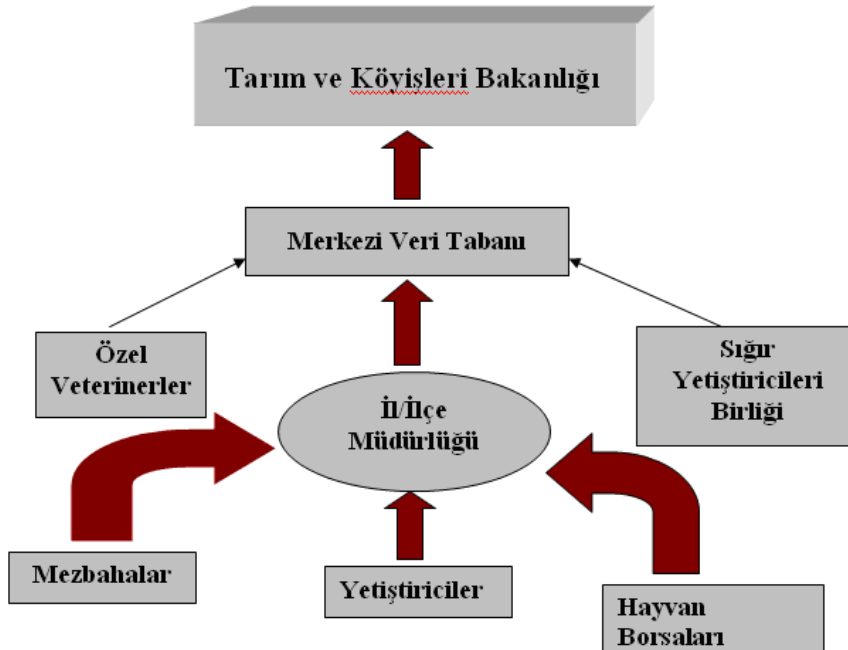 Tarım ve Köyişleri Bakanlığı
Merkezi Veri Tabanı
Özel
Veterinerler
Sığır
Yetiştiricileri
Birliği
İl/İlçe
Müdürlüğü
Mezbahalar
Yetiştiriciler
Hayvan
Borsaları